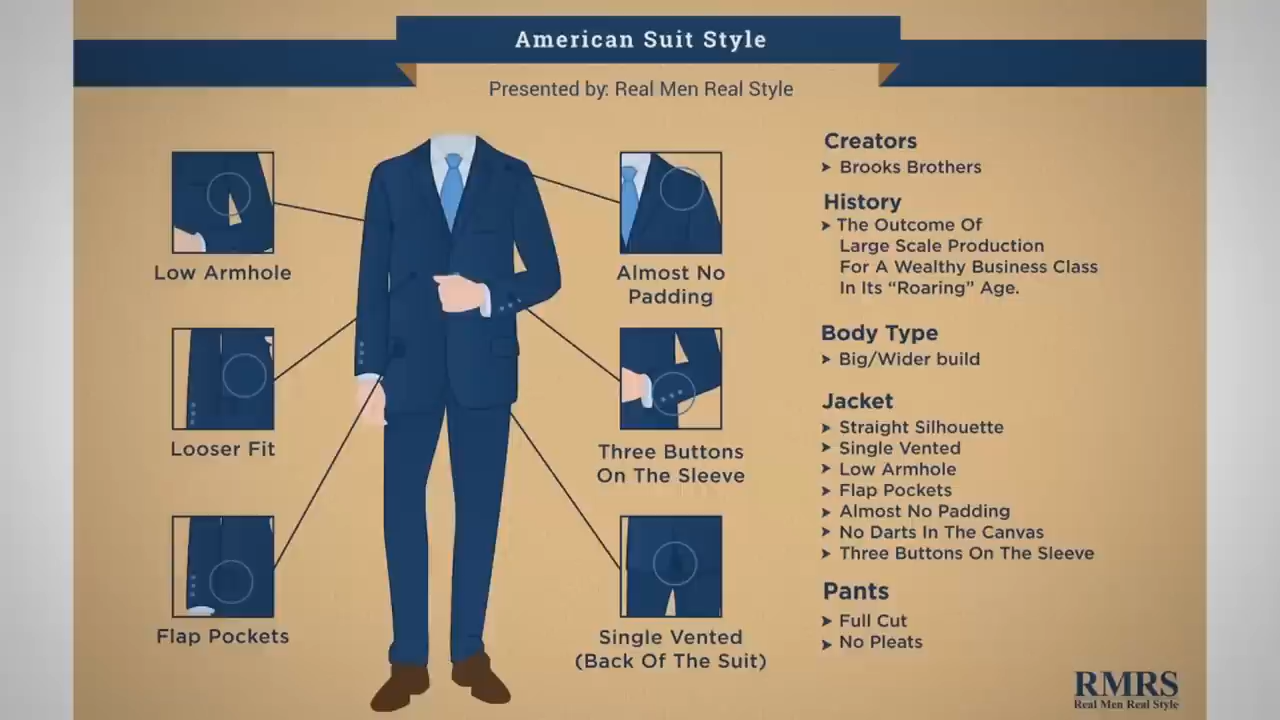 American Suit Style
Presented by: Real Men Real Style
Low Armhole
Looser Fit
Flap Pockets
Almost No
Padding
Three Buttons
On The Sleeve
Single Vented
(Back Of The Suit)
Creators
➤ Brooks Brothers
History
➤ The Outcome Of
Large Scale Production
For A Wealthy Business Class
In Its “Roaring” Age.
Body Type
➤ Big/Wider build
Jacket
➤ Straight Silhouette
➤ Single Vented
➤ Low Armhole
➤ Flap Pockets
➤ Almost No Padding
➤ No Darts In The Canvas
➤ Three Buttons On The Sleeve
Pants
➤ Full Cut
➤ No Pleats
RMRS
Real Men Real Style